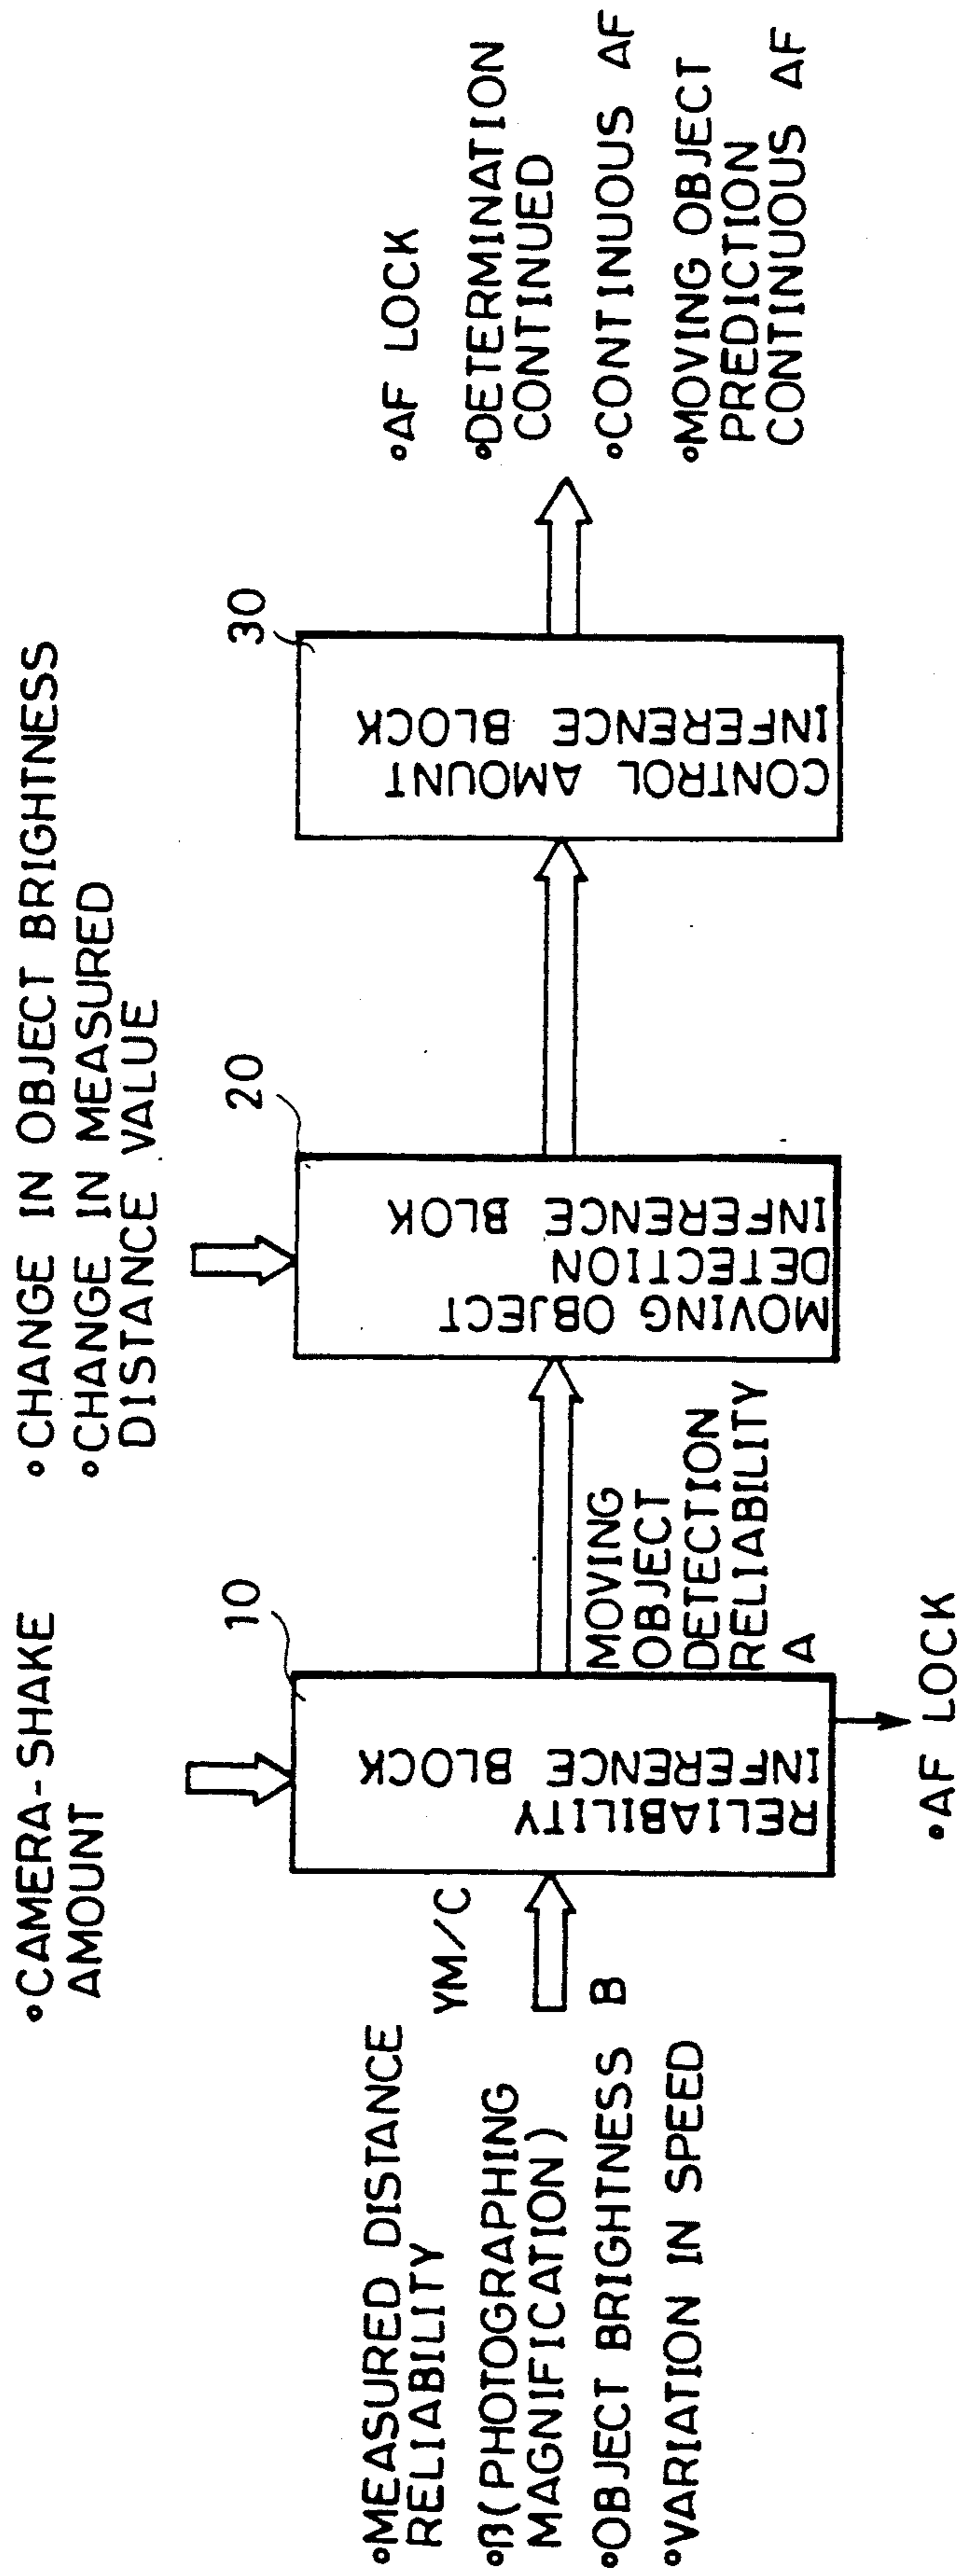 °CAMERA-SHAKE
AMOUNT
°CHANGE IN OBJECT BRIGHTNESS
°CHANGE IN MEASURED
DISTANCE VALUE
°MEASURED DISTANCE
RELIABILITY
YM/C
°β(PHOTOGRAPHING
MAGNIFICATION)
°OBJECT BRIGHTNESS B
°VARIATION IN SPEED
10
RELIABILITY
INFERENCE BLOCK
°AF LOCK
MOVING
OBJECT
DETECTION
RELIABILITY
A
20
MOVING OBJECT
DETECTION
INFERENCE BLOK
30
CONTROL AMOUNT
INFERENCE BLOCK
°AF LOCK
°DETERMINATION
CONTINUED
°CONTINUOUS AF
°MOVING OBJECT
PREDICTION
CONTINUOUS AF